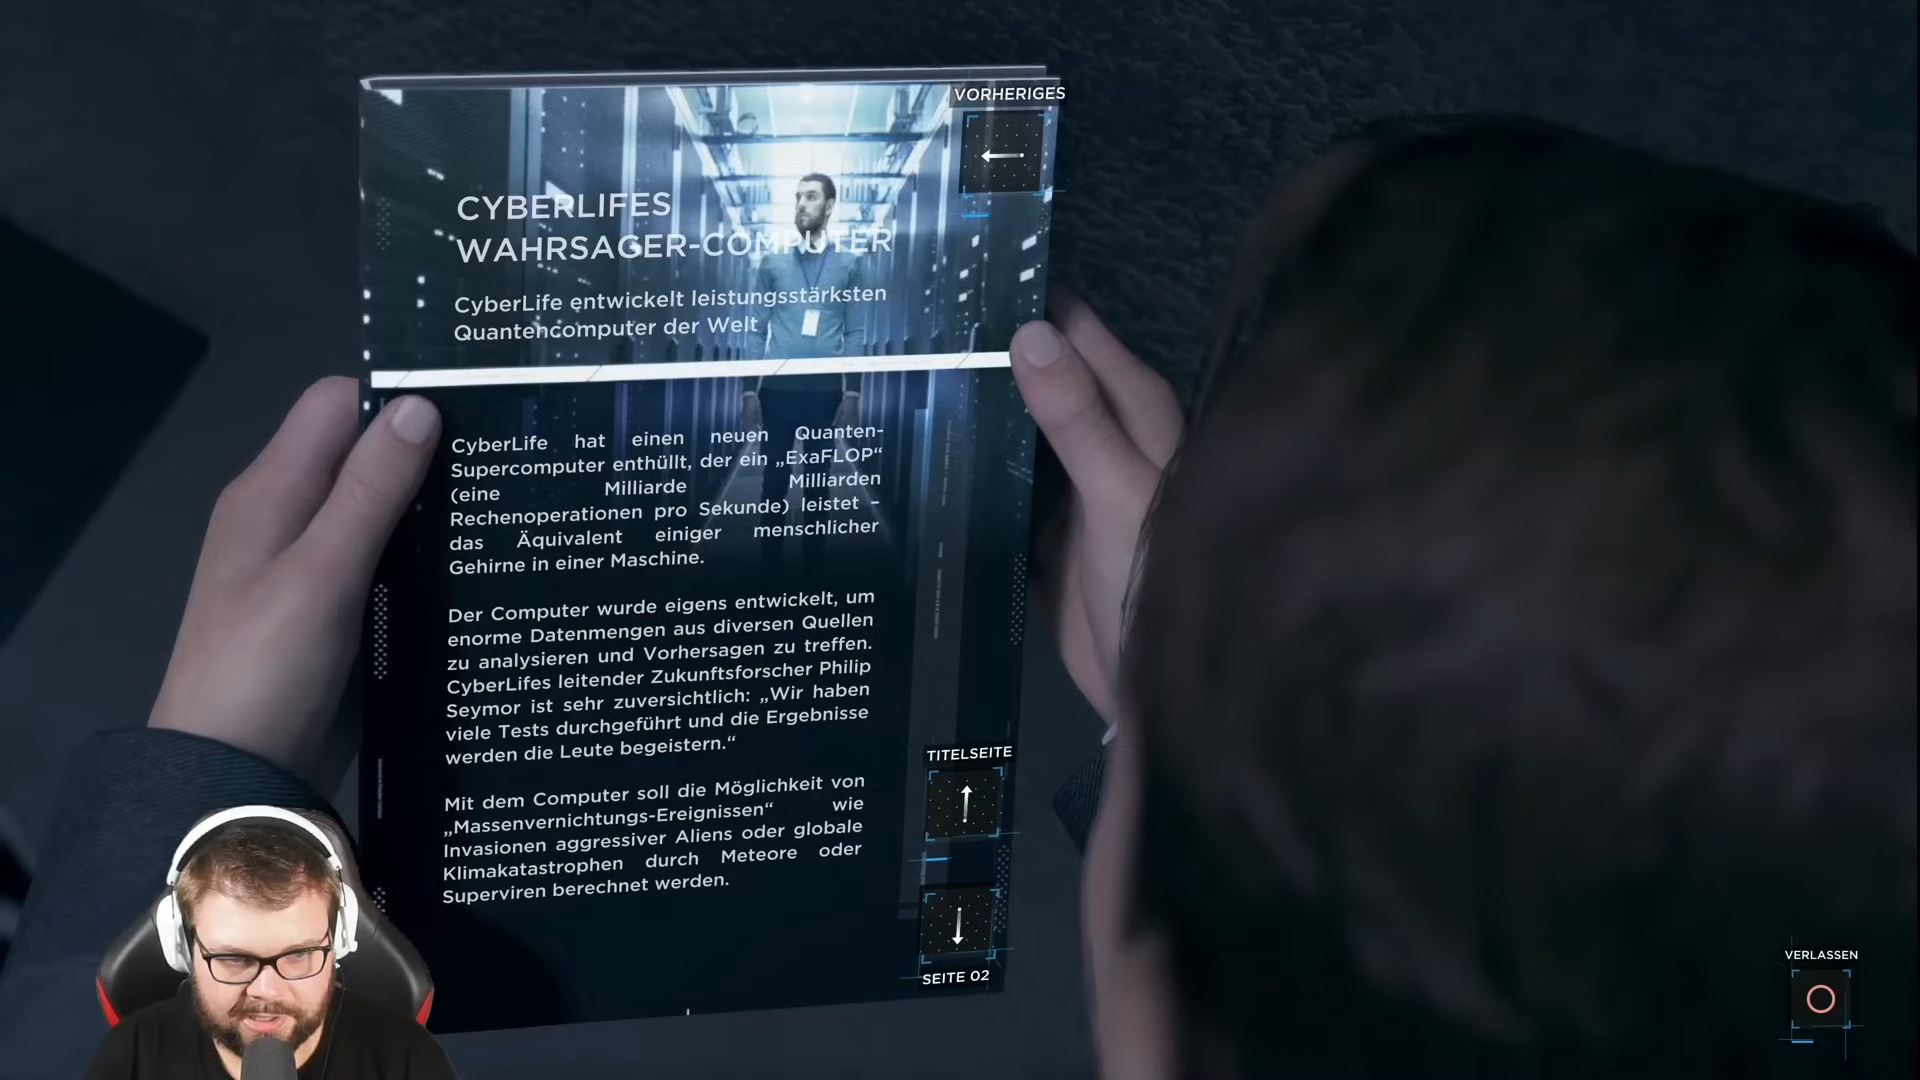 VORHERIGES
CYBERLIFES
WAHRSAGER-COMPUTER
CyberLife entwickelt leistungsstärksten
Quantencomputer der Welt
CyberLife hat einen neuen Quanten-
Supercomputer enthüllt, der ein „ExaFLOP“
(eine Milliarde Milliarden
Rechenoperationen pro Sekunde) leistet –
das Äquivalent einiger menschlicher
Gehirne in einer Maschine.
Der Computer wurde eigens entwickelt, um
enorme Datenmengen aus diversen Quellen
zu analysieren und Vorhersagen zu treffen.
CyberLifes leitender Zukunftsforscher Philip
Seymor ist sehr zuversichtlich: „Wir haben
viele Tests durchgeführt und die Ergebnisse
werden die Leute begeistern.“
Mit dem Computer soll die Möglichkeit von
„Massenvernichtungs-Ereignissen“ wie
Invasionen aggressiver Aliens oder globale
Klimakatastrophen durch Meteore oder
Superviren berechnet werden.
TITELSEITE
SEITE 02
VERLASSEN